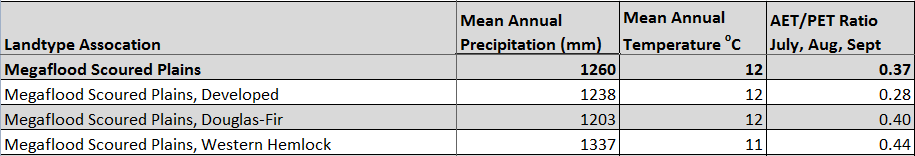 Landtype Assocation Mean Annual Precipitation (mm) Mean Annual Temperature ⁰C AET/PET Ratio July, Aug, Sept
Megaflood Scoured Plains 1260 12 0.37
Megaflood Scoured Plains, Developed 1238 12 0.28
Megaflood Scoured Plains, Douglas-Fir 1203 12 0.40
Megaflood Scoured Plains, Western Hemlock 1337 11 0.44